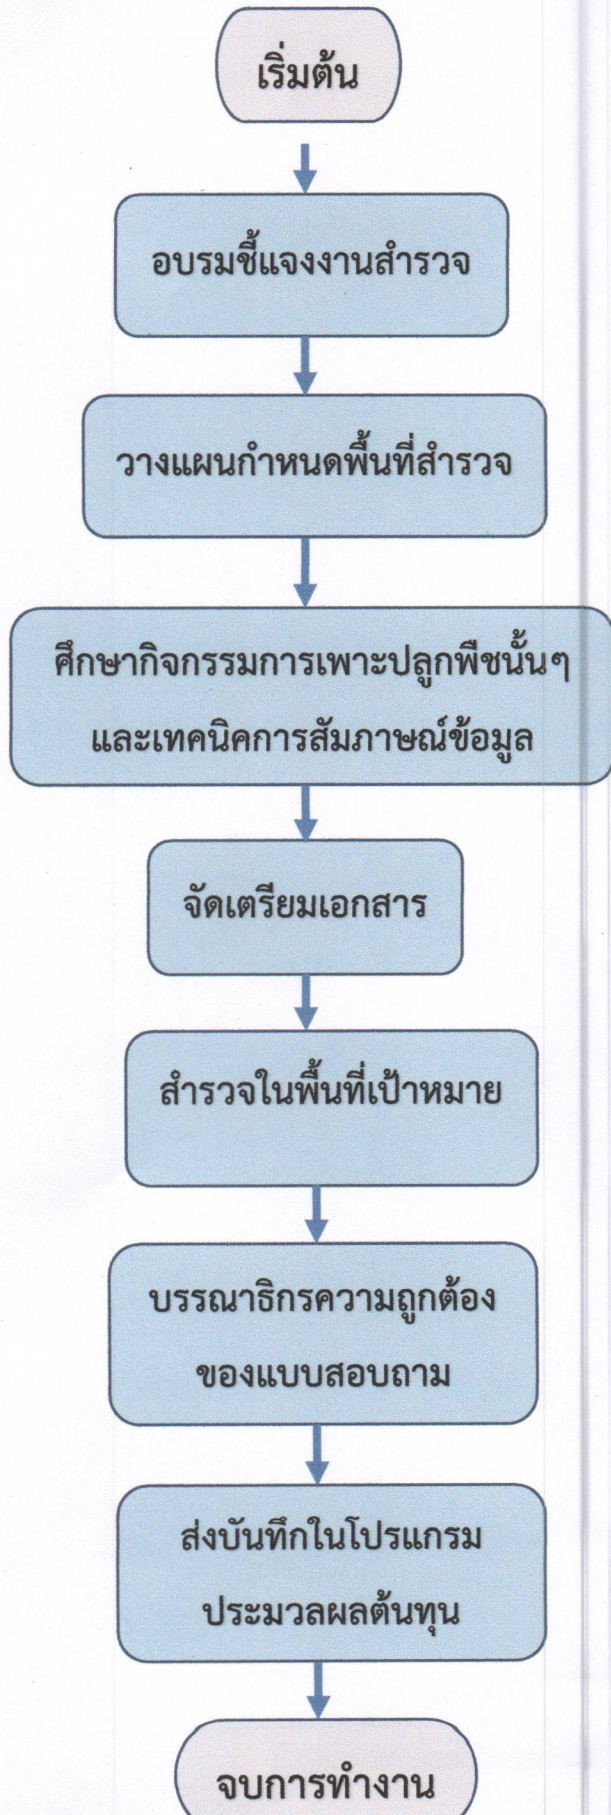 เริ่มต้น
อบรมชี้แจงงานสำรวจ
วางแผนกำหนดพื้นที่สำรวจ
ศึกษากิจกรรมการเพาะปลูกพืชนั้นๆ
และเทคนิคการสัมภาษณ์ข้อมูล
จัดเตรียมเอกสาร
สำรวจในพื้นที่เป้าหมาย
บรรณาธิกรความถูกต้อง
ของแบบสอบถาม
ส่งบันทึกในโปรแกรม
ประมวลผลต้นทุน
จบการทำงาน